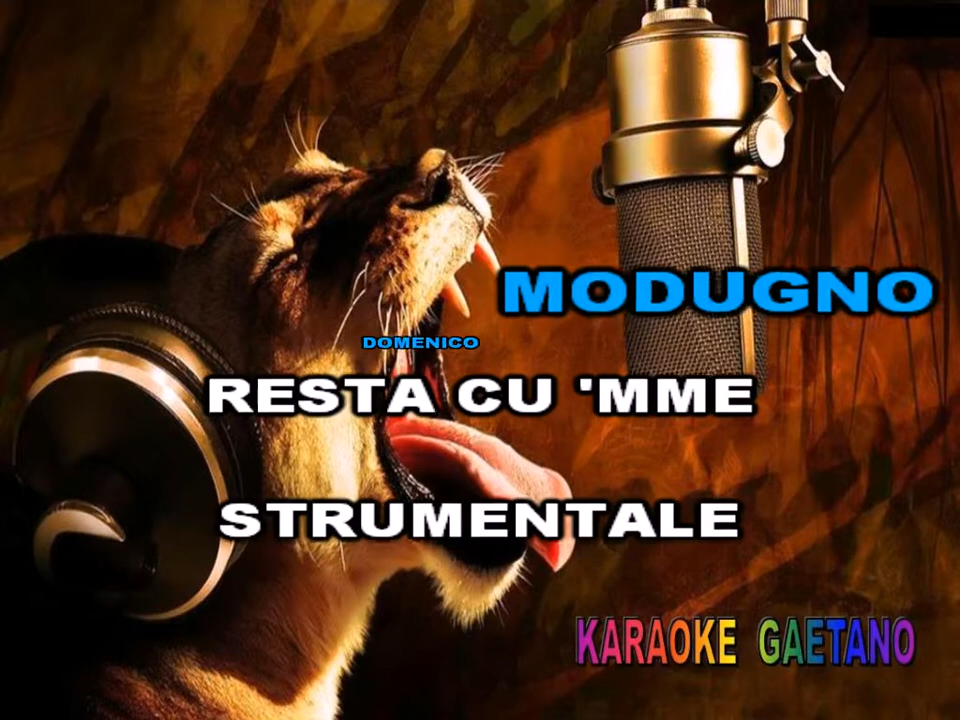 MODUGNO
DOMENICO
RESTA CU 'MME
STRUMENTALE
KARAOKE GAETANO